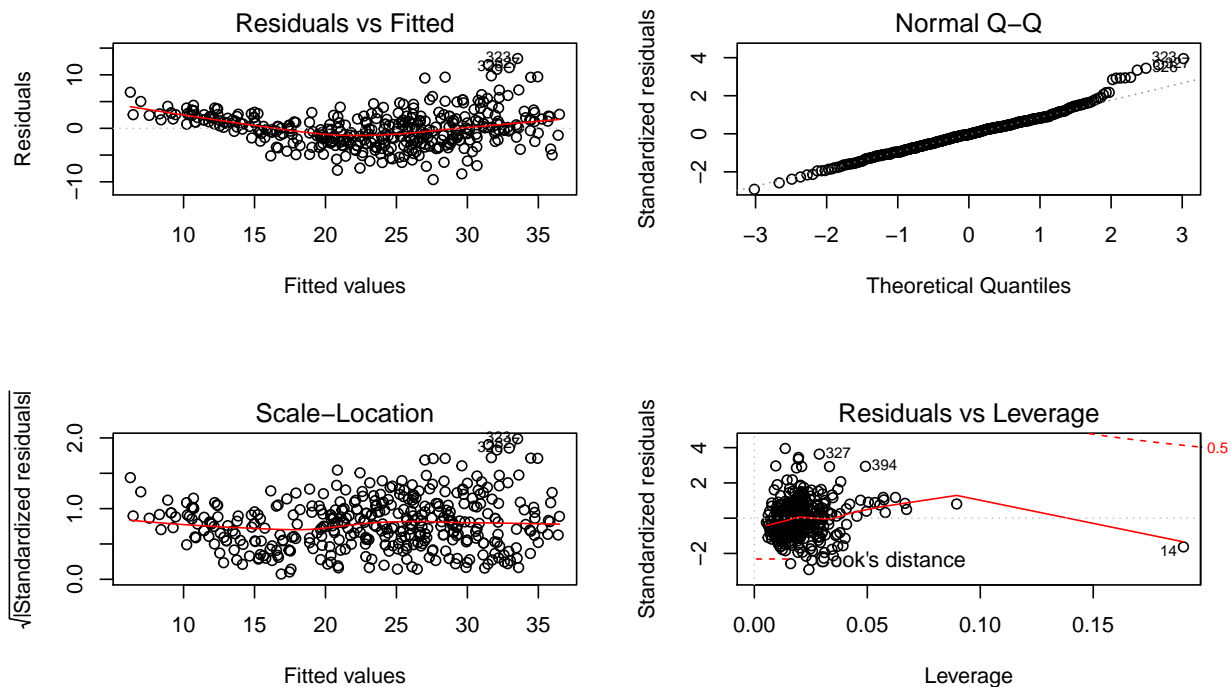 Residuals vs Fitted
Residuals
−10 0 10
323
10 15 20 25 30 35
Fitted values
Normal Q−Q
Standardized residuals
−2 0 2 4
323
326
−3 −2 −1 0 1 2 3
Theoretical Quantiles
Scale−Location
√|Standardized residuals|
0.0 1.0 2.0
323
10 15 20 25 30 35
Fitted values
Residuals vs Leverage
Standardized residuals
−2 0 2 4
327
394
14
0.5
ook's distance
0.00 0.05 0.10 0.15
Leverage